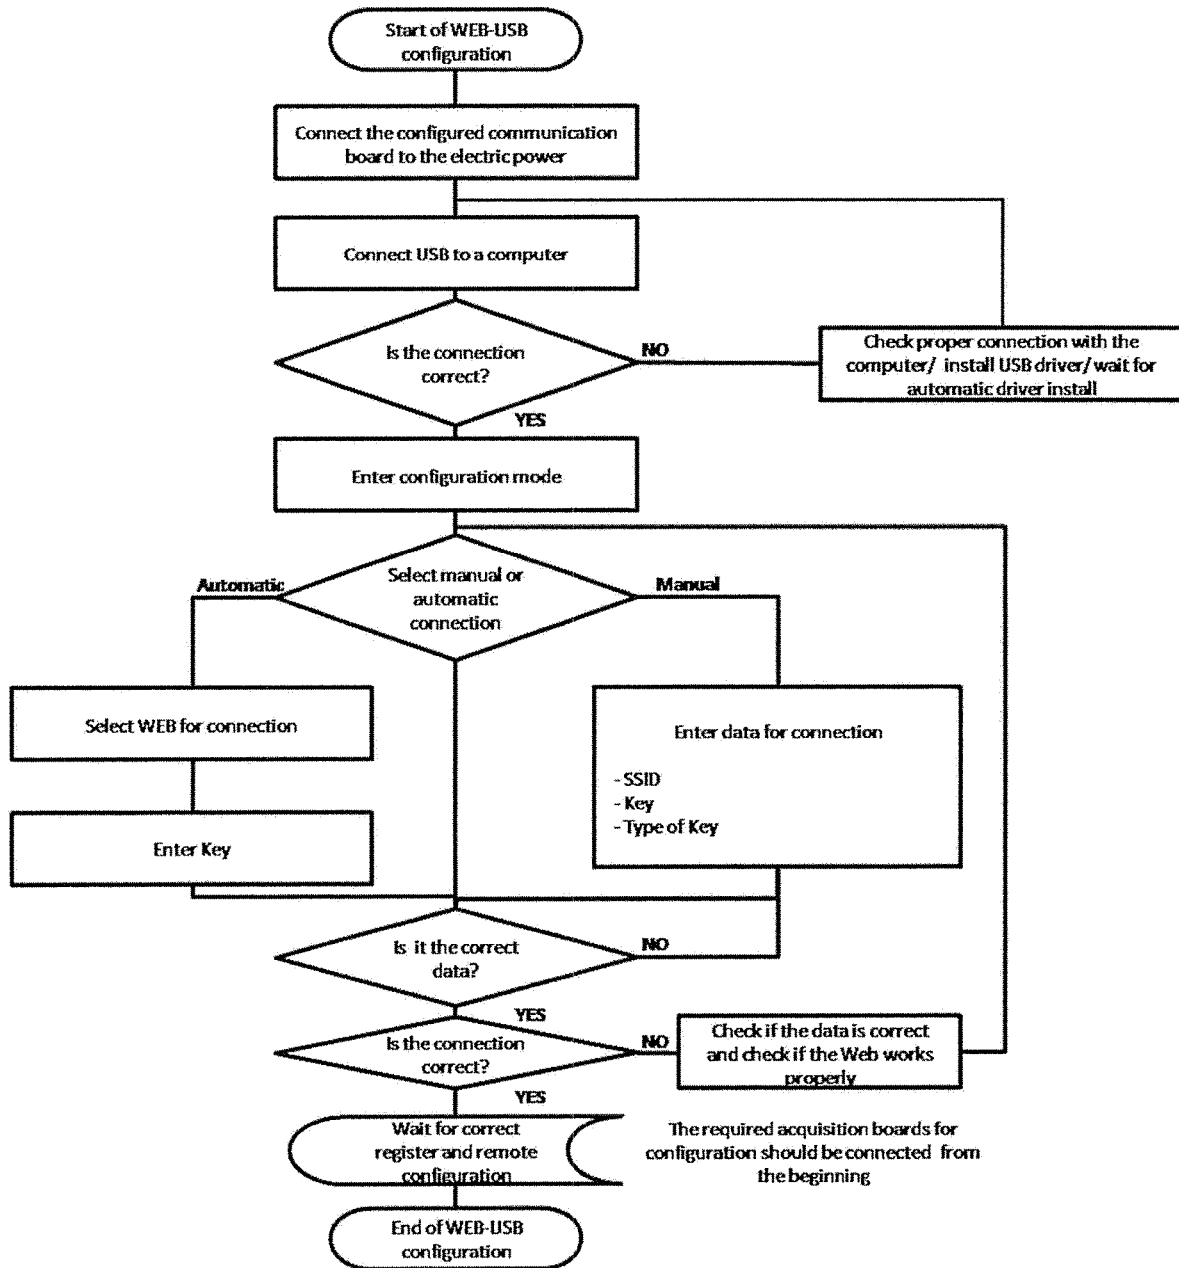 Start of WEB-USB
configuration
Connect the configured communication
board to the electric power
Connect USB to a computer
Is the connection
correct?
NO
Check proper connection with the
computer/ install USB driver/wait for
automatic driver install
YES
Enter configuration mode
Automatic
Select manual or
automatic
connection
Manual
Select WEB for connection
Enter data for connection
- SSID
- Key
- Type of Key
Enter Key
Is it the correct
data?
NO
YES
Is the connection
correct?
NO
Check if the data is correct
and check if the Web works
properly
YES
Wait for correct
register and remote
configuration
The required acquisition boards for
configuration should be connected from
the beginning
End of WEB-USB
configuration